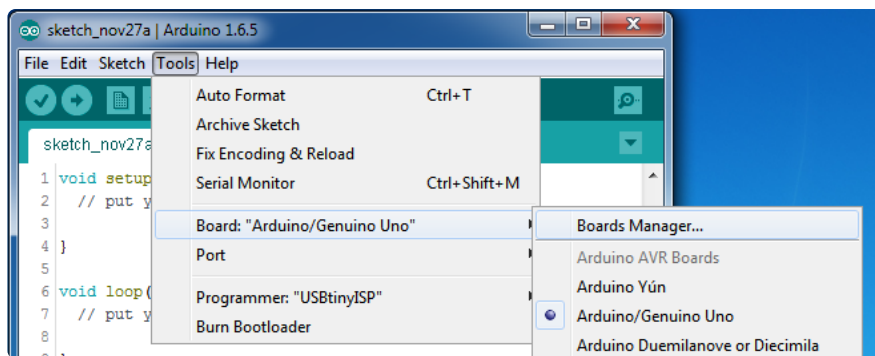 sketch_nov27a | Arduino 1.6.5
File Edit Sketch Tools Help
Auto Format Ctrl+T
Archive Sketch
sketch_nov27a
Fix Encoding & Reload
1 void setup
Serial Monitor Ctrl+Shift+M
2 // put y
3
Board: "Arduino/Genuino Uno"
Boards Manager...
4 }
Port
Arduino AVR Boards
5
6 void loop(
Programmer: "USBtinyISP"
Arduino Yún
7 // put y
Arduino/Genuino Uno
Burn Bootloader
8
Arduino Duemilanove or Diecimila